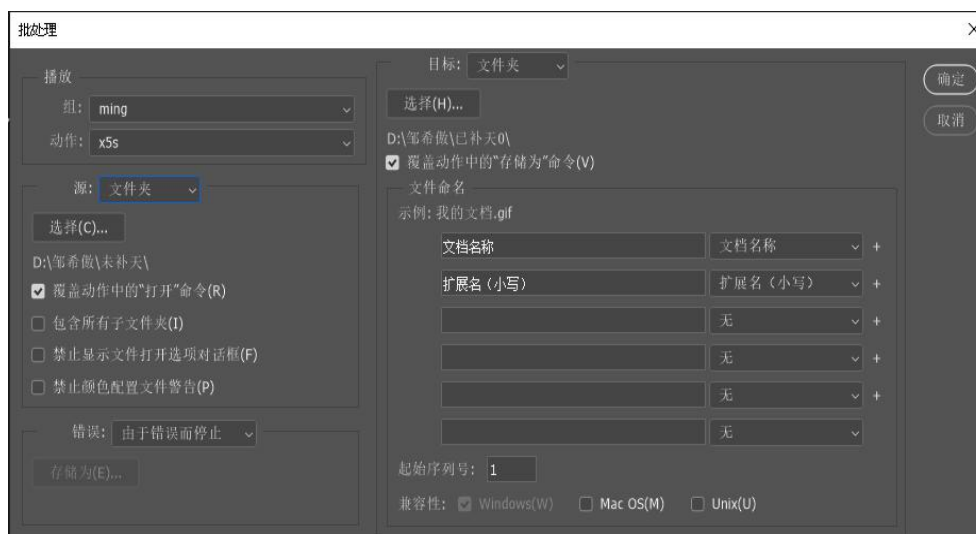 批处理
播放
组: ming
动作: x5s
源: 文件夹
选择(C)...
D:\邹希做\未补天\
覆盖动作中的“打开”命令(R)
包含所有子文件夹(I)
禁止显示文件打开选项对话框(F)
禁止颜色配置文件警告(P)
错误: 由于错误而停止
存储为(E)...
目标: 文件夹
选择(H)...
D:\邹希做\已补天0\
覆盖动作中的“存储为”命令(V)
文件命名
示例: 我的文档.gif
文档名称 文档名称 +
扩展名（小写） 扩展名（小写） +
无 +
无 +
无 +
无
起始序列号: 1
兼容性: Windows(W) Mac OS(M) Unix(U)
确定
取消